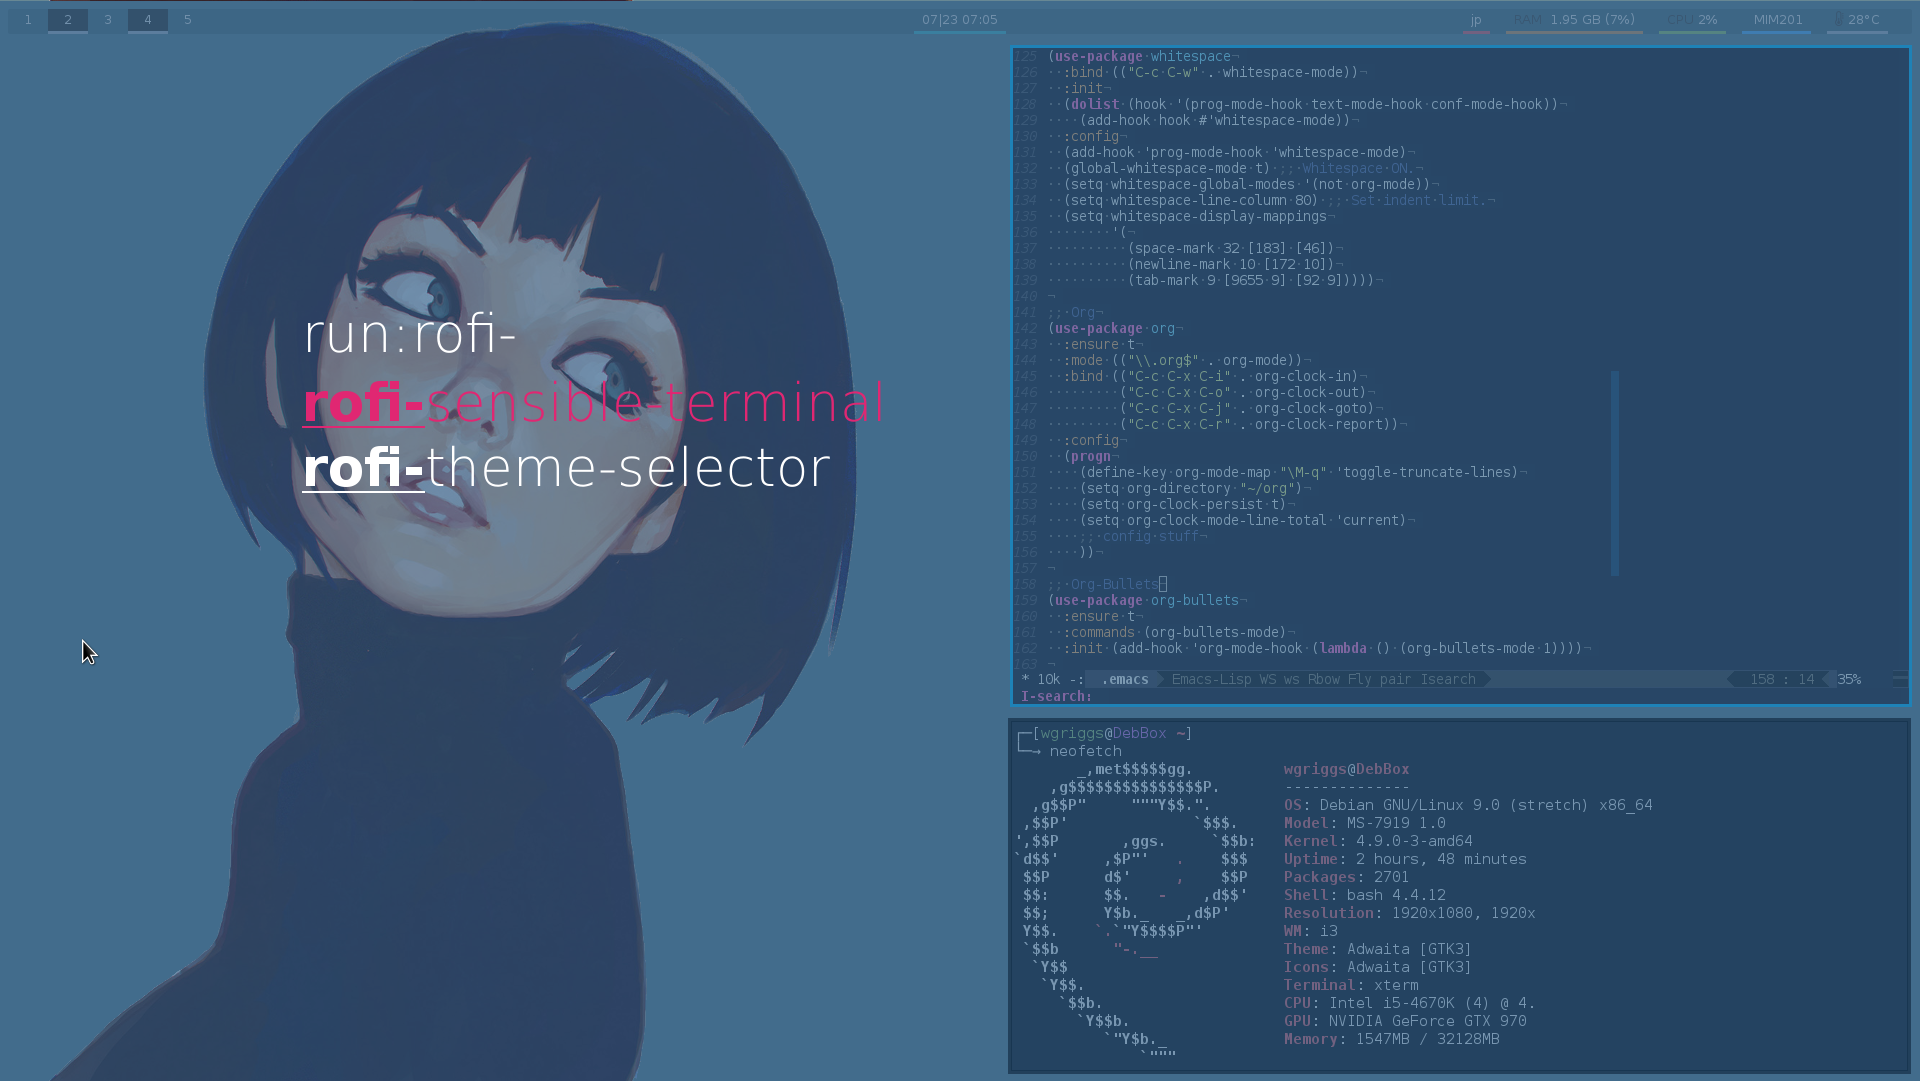 1 2 3 4 5 07|23 07:05 jp RAM 1.95 GB (7%) CPU 2% MIM201 28°C
run:rofi-
rofi-sensible-terminal
rofi-theme-selector
125 (use-package·whitespace¬
126 ··:bind·(("C-c·C-w"·.·whitespace-mode))¬
127 ··:init¬
128 ··(dolist·(hook·'(prog-mode-hook·text-mode-hook·conf-mode-hook))¬
129 ····(add-hook·hook·#'whitespace-mode))¬
130 ··:config¬
131 ··(add-hook·'prog-mode-hook·'whitespace-mode)¬
132 ··(global-whitespace-mode·t)·;;·Whitespace·ON.¬
133 ··(setq·whitespace-global-modes·'(not·org-mode))¬
134 ··(setq·whitespace-line-column·80)·;;·Set·indent·limit.¬
135 ··(setq·whitespace-display-mappings¬
136 ········'(¬
137 ··········(space-mark·32·[183]·[46])¬
138 ··········(newline-mark·10·[172·10])¬
139 ··········(tab-mark·9·[9655·9]·[92·9]))))¬
140 ¬
141 ;;·Org¬
142 (use-package·org¬
143 ··:ensure·t¬
144 ··:mode·(("\\.org$"·.·org-mode))¬
145 ··:bind·(("C-c·C-x·C-i"·.·org-clock-in)¬
146 ·········("C-c·C-x·C-o"·.·org-clock-out)¬
147 ·········("C-c·C-x·C-j"·.·org-clock-goto)¬
148 ·········("C-c·C-x·C-r"·.·org-clock-report))¬
149 ··:config¬
150 ··(progn¬
151 ····(define-key·org-mode-map·"\M-q"·'toggle-truncate-lines)¬
152 ····(setq·org-directory·"~/org")¬
153 ····(setq·org-clock-persist·t)¬
154 ····(setq·org-clock-mode-line-total·'current)¬
155 ····;;·config·stuff¬
156 ····))¬
157 ¬
158 ;;·Org-Bullets¬
159 (use-package·org-bullets¬
160 ··:ensure·t¬
161 ··:commands·(org-bullets-mode)¬
162 ··:init·(add-hook·'org-mode-hook·(lambda·()·(org-bullets-mode·1))))¬
163 ¬
* 10k -: .emacs Emacs-Lisp WS ws Rbow Fly pair Isearch 158 : 14 35%
I-search:
┌─[wgriggs@DebBox ~]
└─→ neofetch
_,met$$$$$gg. wgriggs@DebBox
,g$$$$$$$$$$$$$$$P. --------------
,g$$P" """Y$$.". OS: Debian GNU/Linux 9.0 (stretch) x86_64
,$$P' `$$$. Model: MS-7919 1.0
',$$P ,ggs. `$$b: Kernel: 4.9.0-3-amd64
`d$$' ,$P"' . $$$ Uptime: 2 hours, 48 minutes
$$P d$' , $$P Packages: 2701
$$: $$. - ,d$$' Shell: bash 4.4.12
$$; Y$b._ _,d$P' Resolution: 1920x1080, 1920x
Y$$. `.`"Y$$$$P"' WM: i3
`$$b "-.__ Theme: Adwaita [GTK3]
`Y$$ Icons: Adwaita [GTK3]
`Y$$. Terminal: xterm
`$$b. CPU: Intel i5-4670K (4) @ 4.
`Y$$b. GPU: NVIDIA GeForce GTX 970
`"Y$b._ Memory: 1547MB / 32128MB
`"""